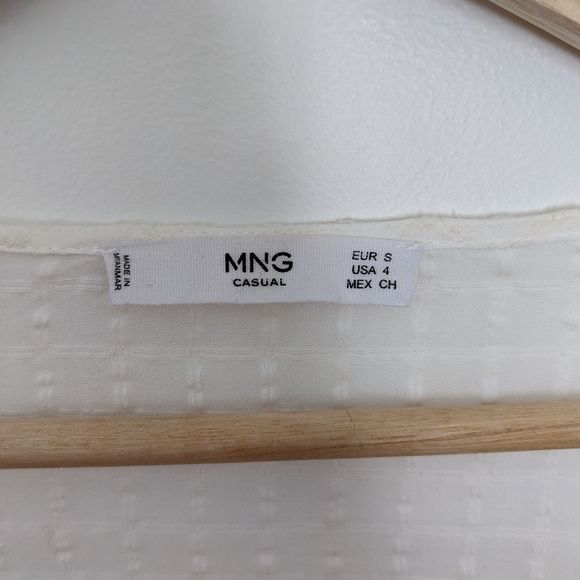 MADE IN
MYANMAR
MNG
CASUAL
EUR S
USA 4
MEX CH